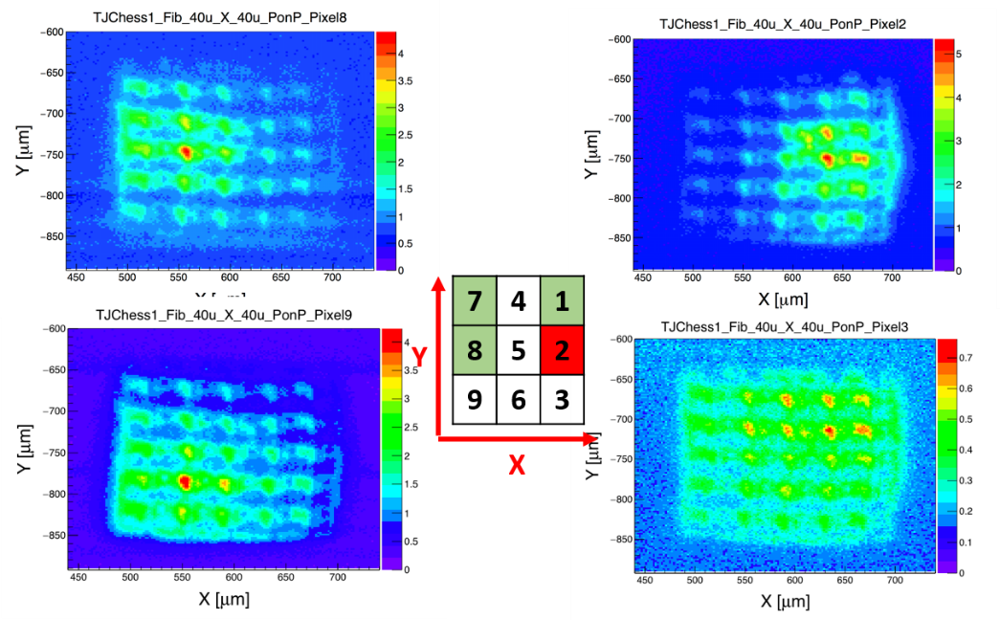 TJChess1_Fib_40u_X_40u_PonP_Pixel8
Y [μm]
−600
−650
−700
−750
−800
−850
450 500 550 600 650 700
4
3.5
3
2.5
2
1.5
1
0.5
0
TJChess1_Fib_40u_X_40u_PonP_Pixel2
Y [μm]
−600
−650
−700
−750
−800
−850
450 500 550 600 650 700
X [μm]
5
4
3
2
1
0
7 4 1
8 5 2
9 6 3
Y
X
TJChess1_Fib_40u_X_40u_PonP_Pixel9
Y [μm]
−600
−650
−700
−750
−800
−850
450 500 550 600 650 700
X [μm]
4
3.5
3
2.5
2
1.5
1
0.5
0
TJChess1_Fib_40u_X_40u_PonP_Pixel3
Y [μm]
−600
−650
−700
−750
−800
−850
450 500 550 600 650 700
X [μm]
0.7
0.6
0.5
0.4
0.3
0.2
0.1
0